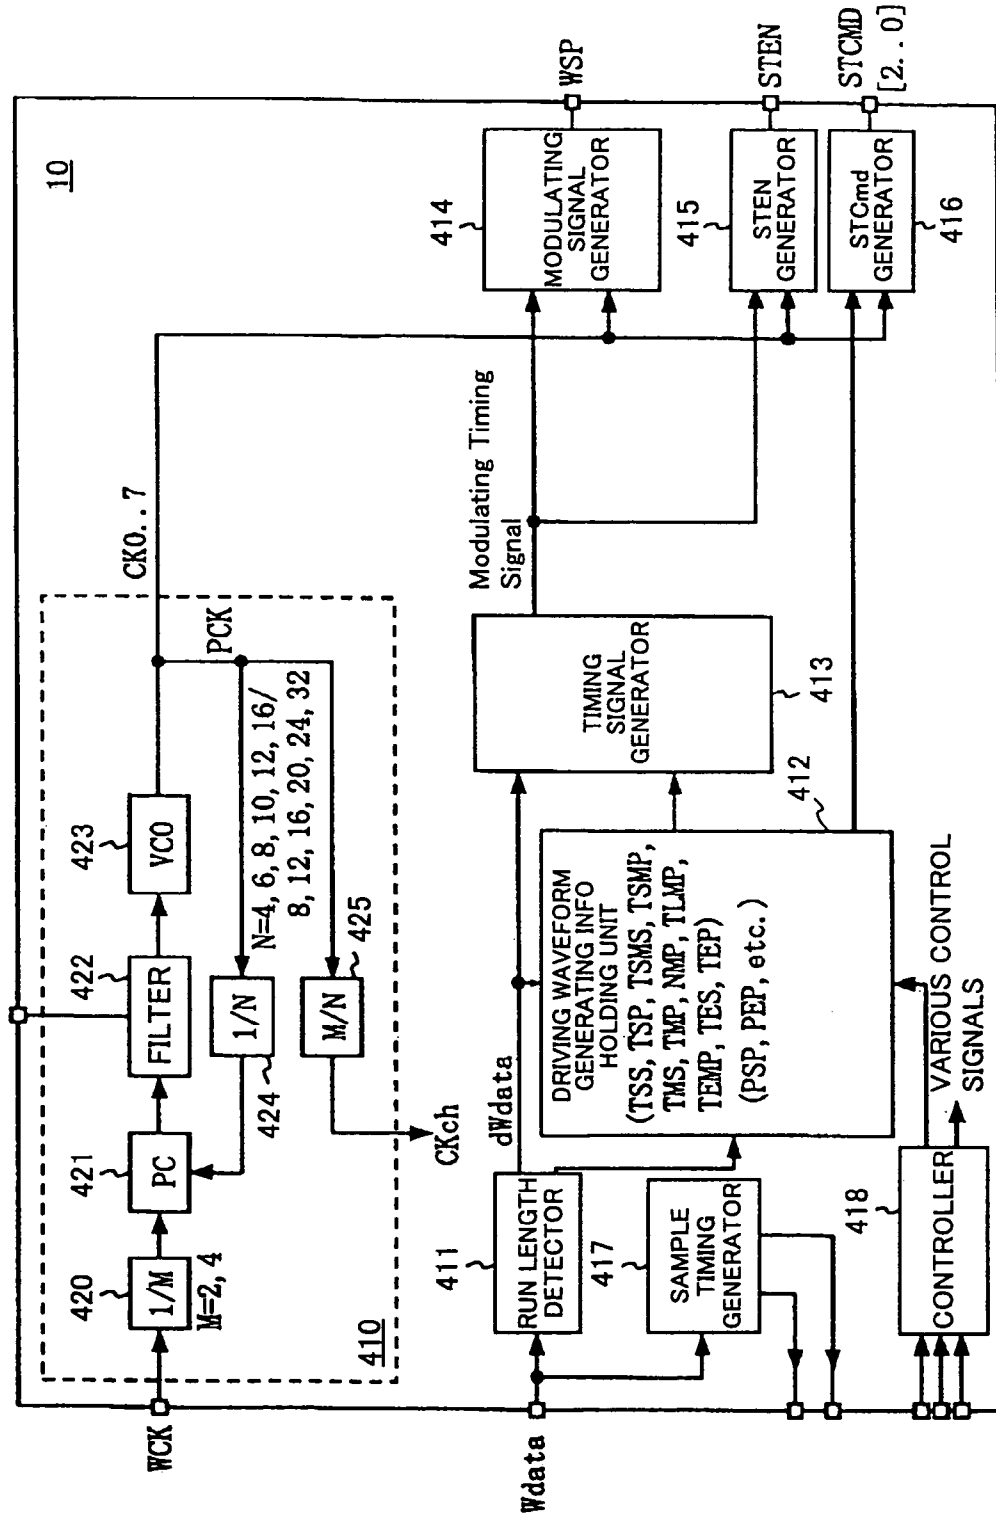 10
WCK
420
1/M
M=2, 4
421
PC
422
FILTER
423
VCO
424
1/N
N=4, 6, 8, 10, 12, 16/
8, 12, 16, 20, 24, 32
425
M/N
PCK
CK0..7
CKch
410
Wdata
411
RUN LENGTH
DETECTOR
dWdata
417
SAMPLE
TIMING
GENERATOR
418
CONTROLLER
VARIOUS CONTROL
SIGNALS
412
DRIVING WAVEFORM
GENERATING INFO
HOLDING UNIT
(TSS, TSP, TSMS, TSMP,
TMS, TMP, NMP, TLMP,
TEMP, TES, TEP)
(PSP, PEP, etc.)
413
TIMING
SIGNAL
GENERATOR
Modulating Timing
Signal
414
MODULATING
SIGNAL
GENERATOR
WSP
415
STEN
GENERATOR
STEN
416
STCmd
GENERATOR
STCMD
[2..0]